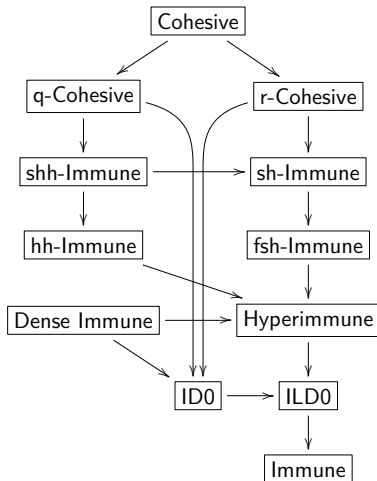 Cohesive
q-Cohesive r-Cohesive
shh-Immune sh-Immune
hh-Immune fsh-Immune
Dense Immune Hyperimmune
ID0 ILD0
Immune